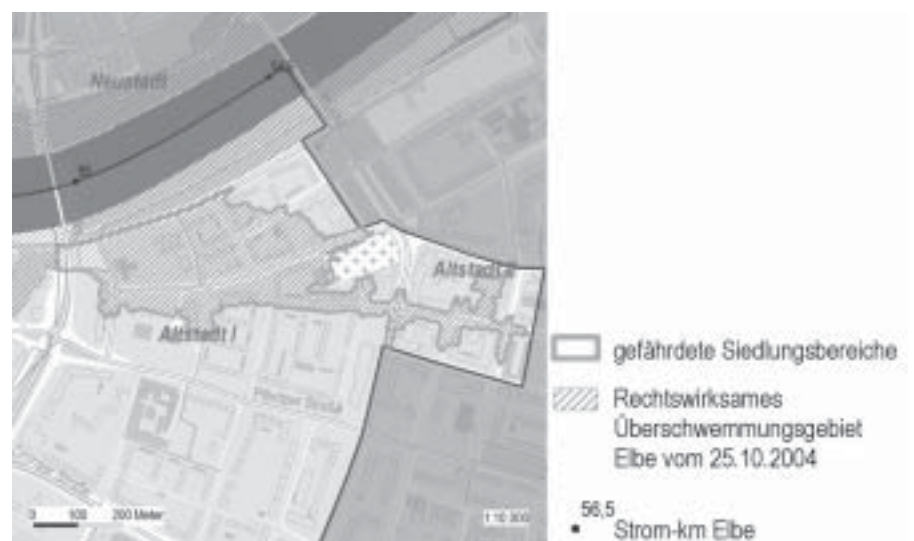 Neustadt
Altstadt II
Altstadt I
gefährdete Siedlungsbereiche
Rechtswirksames
Überschwemmungsgebiet
Elbe vom 25.10.2004
56,5
Strom-km Elbe
0 100 200 Meter